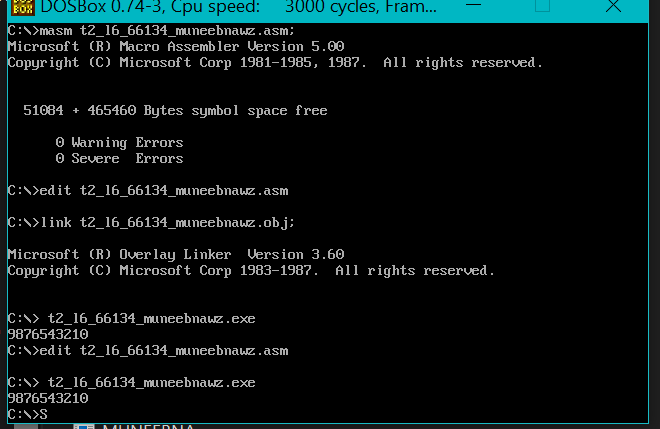 DOS BOX DOSBox 0.74-3, Cpu speed: 3000 cycles, Fram...
C:\>masm t2_l6_66134_muneebnawz.asm;
Microsoft (R) Macro Assembler Version 5.00
Copyright (C) Microsoft Corp 1981-1985, 1987.  All rights reserved.
51084 + 465460 Bytes symbol space free
0 Warning Errors
0 Severe  Errors
C:\>edit t2_l6_66134_muneebnawz.asm
C:\>link t2_l6_66134_muneebnawz.obj;
Microsoft (R) Overlay Linker  Version 3.60
Copyright (C) Microsoft Corp 1983-1987.  All rights reserved.
C:\> t2_l6_66134_muneebnawz.exe
9876543210
C:\>edit t2_l6_66134_muneebnawz.asm
C:\> t2_l6_66134_muneebnawz.exe
9876543210
C:\>S
MUNEEBNA